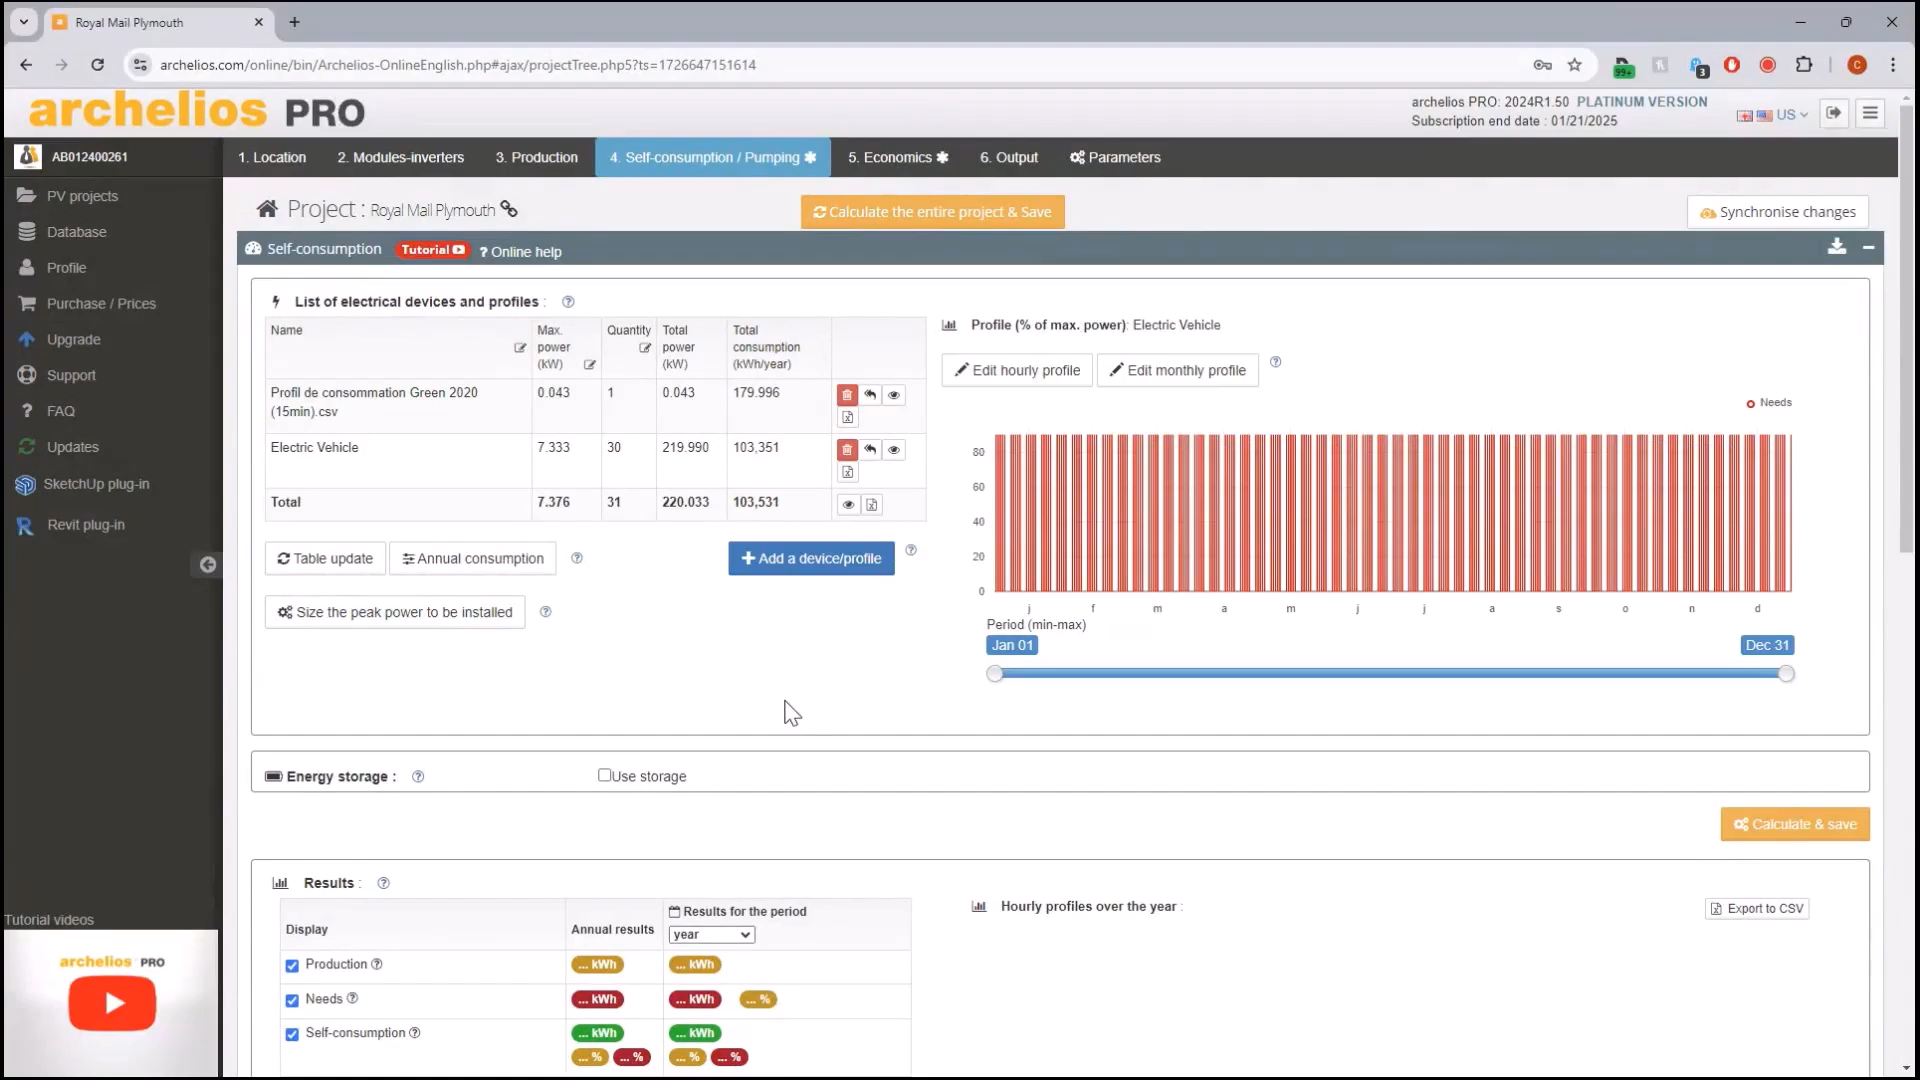 Royal Mail Plymouth
archelios.com/online/bin/Archelios-OnlineEnglish.php#ajax/projectTree.php5?ts=1726647151614
99+
3
C
archelios PRO
archelios PRO: 2024R1.50 PLATINUM VERSION
Subscription end date : 01/21/2025
US
AB012400261
1. Location
2. Modules-inverters
3. Production
4. Self-consumption / Pumping
5. Economics
6. Output
Parameters
PV projects
Database
Profile
Purchase / Prices
Upgrade
Support
FAQ
Updates
SketchUp plug-in
Revit plug-in
Tutorial videos
archelios PRO
Project : Royal Mail Plymouth
Calculate the entire project & Save
Synchronise changes
Self-consumption
Tutorial
? Online help
List of electrical devices and profiles :
Name
Max. power (kW)
Quantity
Total power (kW)
Total consumption (kWh/year)
Profil de consommation Green 2020 (15min).csv
0.043
1
0.043
179.996
Electric Vehicle
7.333
30
219.990
103,351
Total
7.376
31
220.033
103,531
Table update
Annual consumption
Add a device/profile
Size the peak power to be installed
Profile (% of max. power): Electric Vehicle
Edit hourly profile
Edit monthly profile
Needs
80
60
40
20
0
j f m a m j j a s o n d
Period (min-max)
Jan 01
Dec 31
Energy storage :
Use storage
Calculate & save
Results :
Display
Annual results
Results for the period
year
Production
... kWh
... kWh
Needs
... kWh
... kWh
... %
Self-consumption
... kWh
... kWh
... %
... %
... %
... %
Hourly profiles over the year :
Export to CSV